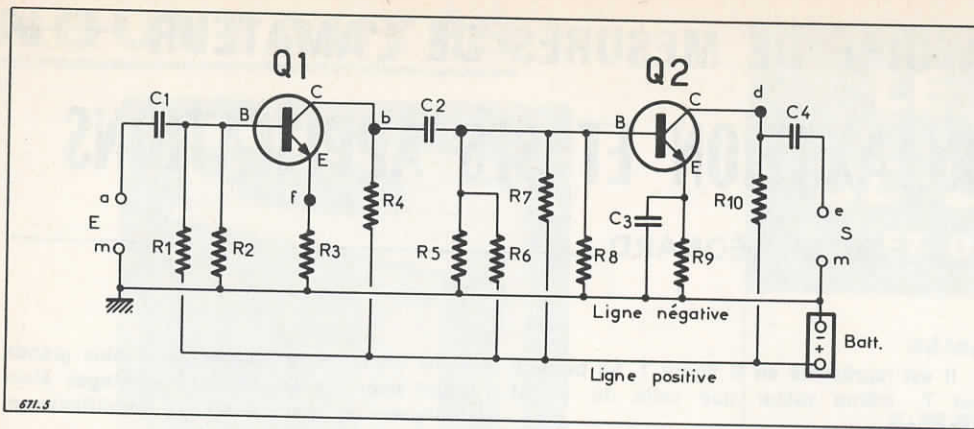 Q1
Q2
C1
B
C
E
b
C2
B
C
E
d
C4
a
E
m
R1
R2
f
R3
R4
R5
R6
R7
R8
C3
R9
R10
e
S
m
Ligne négative
Ligne positive
Batt.
-
+
671.5